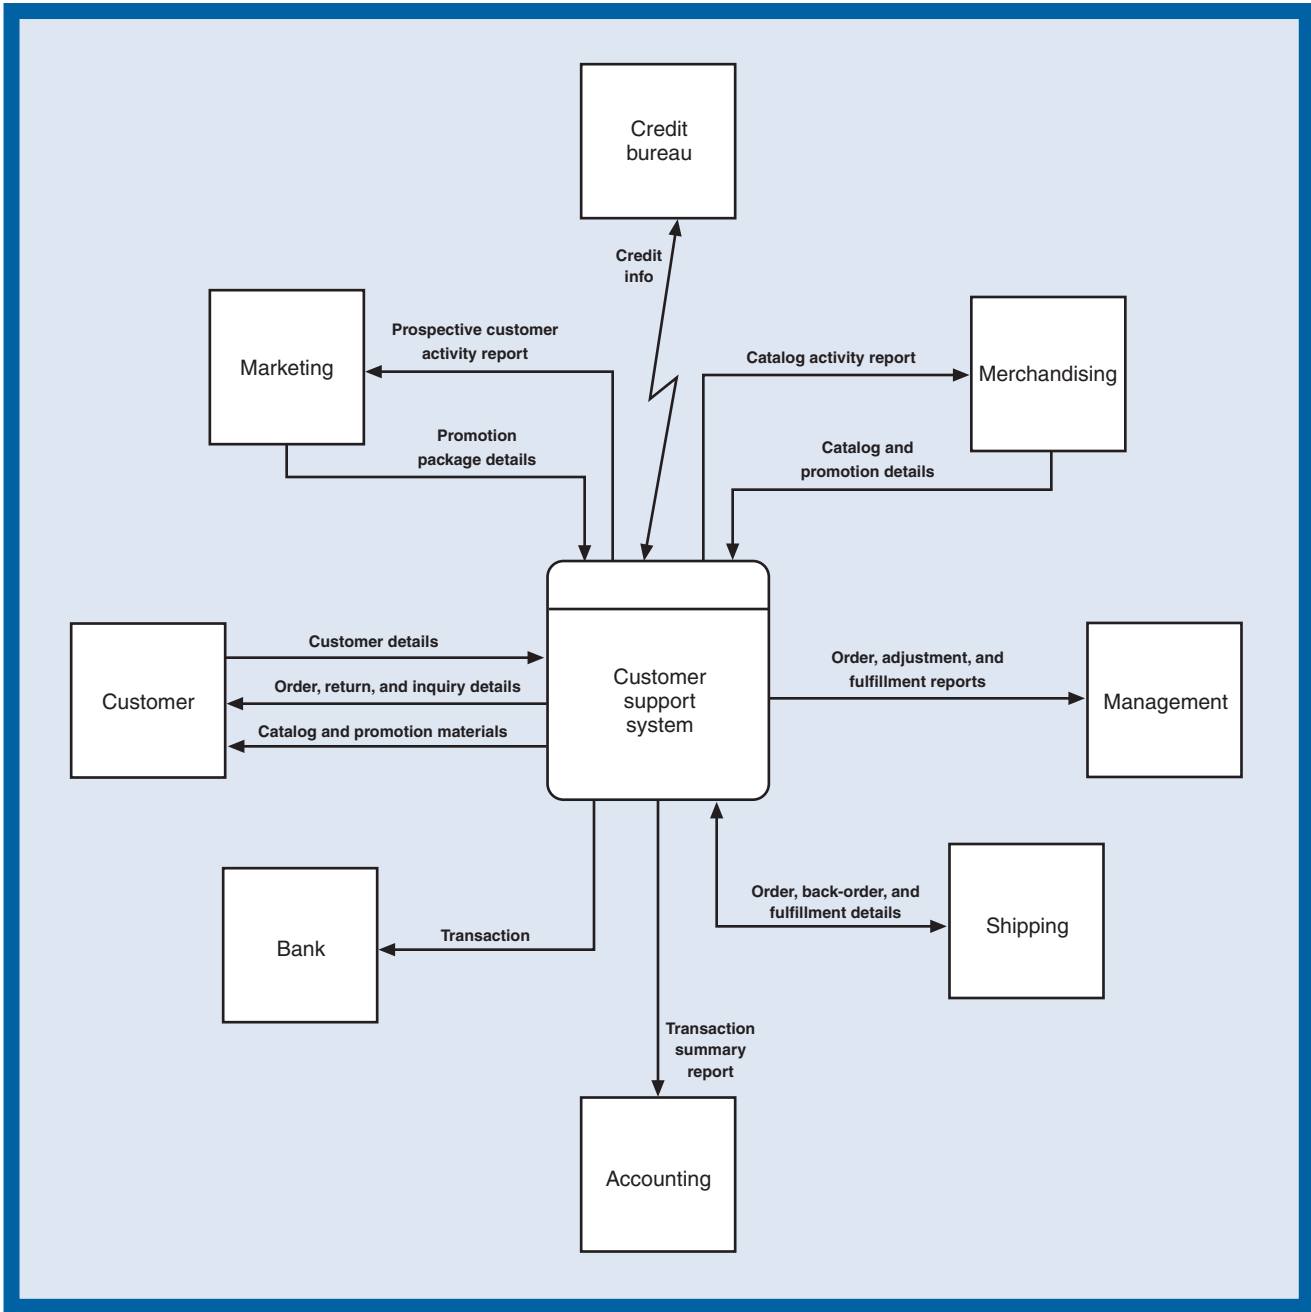 Credit
bureau
Credit
info
Marketing
Prospective customer
activity report
Catalog activity report
Merchandising
Promotion
package details
Catalog and
promotion details
Customer
Customer details
Order, return, and inquiry details
Catalog and promotion materials
Customer
support
system
Order, adjustment, and
fulfillment reports
Management
Bank
Transaction
Order, back-order, and
fulfillment details
Shipping
Transaction
summary
report
Accounting